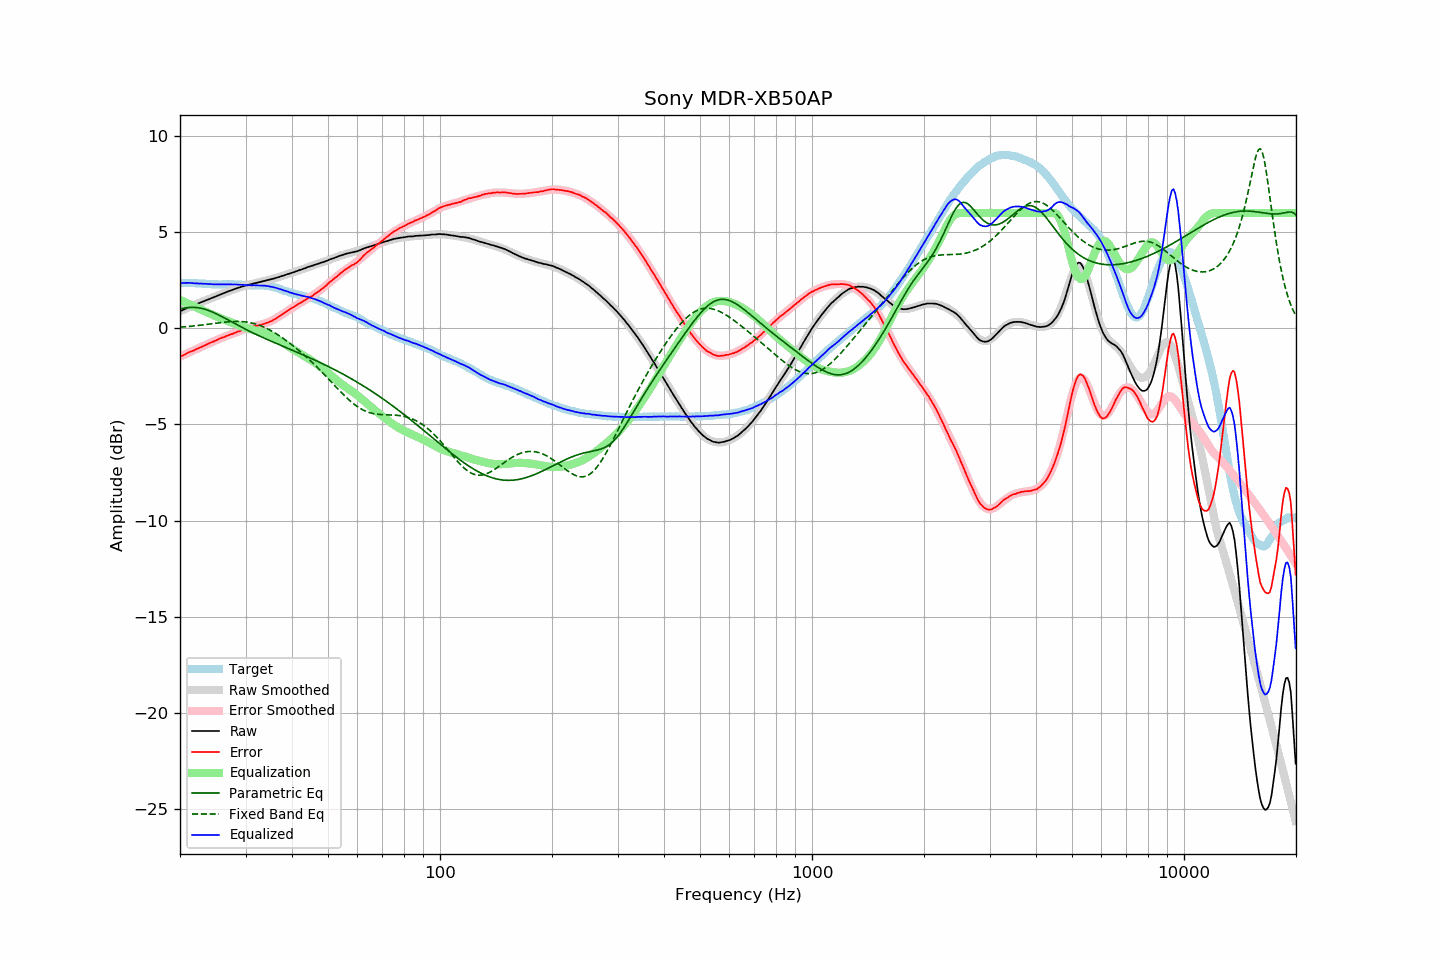 Sony MDR-XB50AP
10
5
0
−5
−10
−15
−20
−25
Amplitude (dBr)
Target
Raw Smoothed
Error Smoothed
Raw
Error
Equalization
Parametric Eq
Fixed Band Eq
Equalized
100
1000
10000
Frequency (Hz)